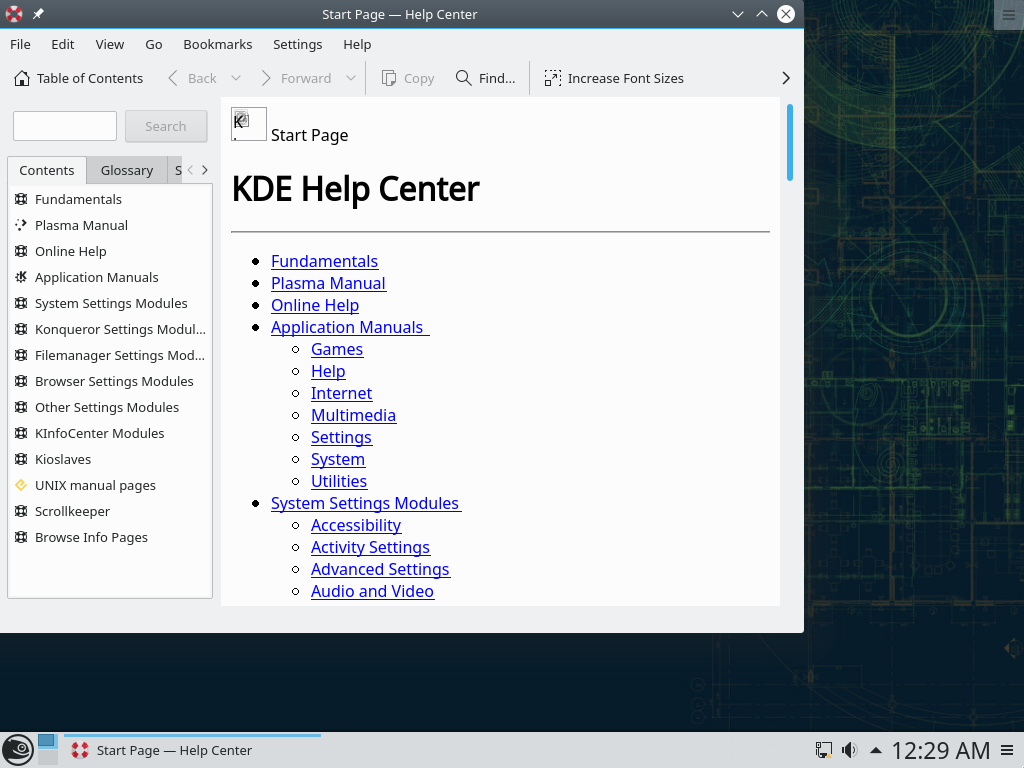 Start Page — Help Center
File Edit View Go Bookmarks Settings Help
Table of Contents Back Forward Copy Find... Increase Font Sizes
Search
Contents Glossary S
Fundamentals
Plasma Manual
Online Help
Application Manuals
System Settings Modules
Konqueror Settings Modul...
Filemanager Settings Mod...
Browser Settings Modules
Other Settings Modules
KInfoCenter Modules
Kioslaves
UNIX manual pages
Scrollkeeper
Browse Info Pages
Start Page
KDE Help Center
Fundamentals
Plasma Manual
Online Help
Application Manuals
Games
Help
Internet
Multimedia
Settings
System
Utilities
System Settings Modules
Accessibility
Activity Settings
Advanced Settings
Audio and Video
Start Page — Help Center
12:29 AM